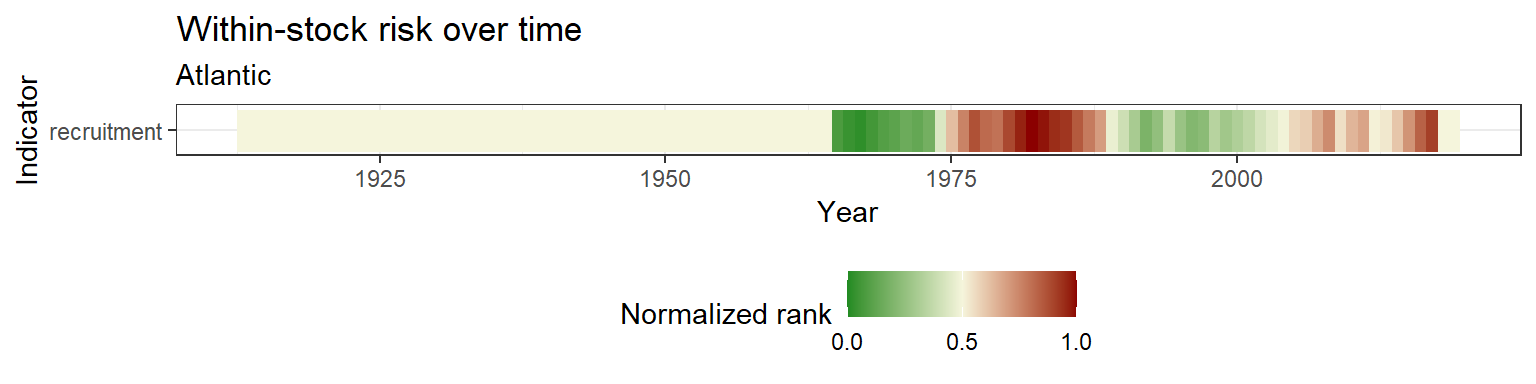 Within-stock risk over time
Atlantic
Indicator
recruitment
1925 1950 1975 2000
Year
Normalized rank
0.0 0.5 1.0